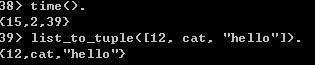 38> time().
{15,2,39}
39> list_to_tuple([12, cat, "hello"]).
{12,cat,"hello"}